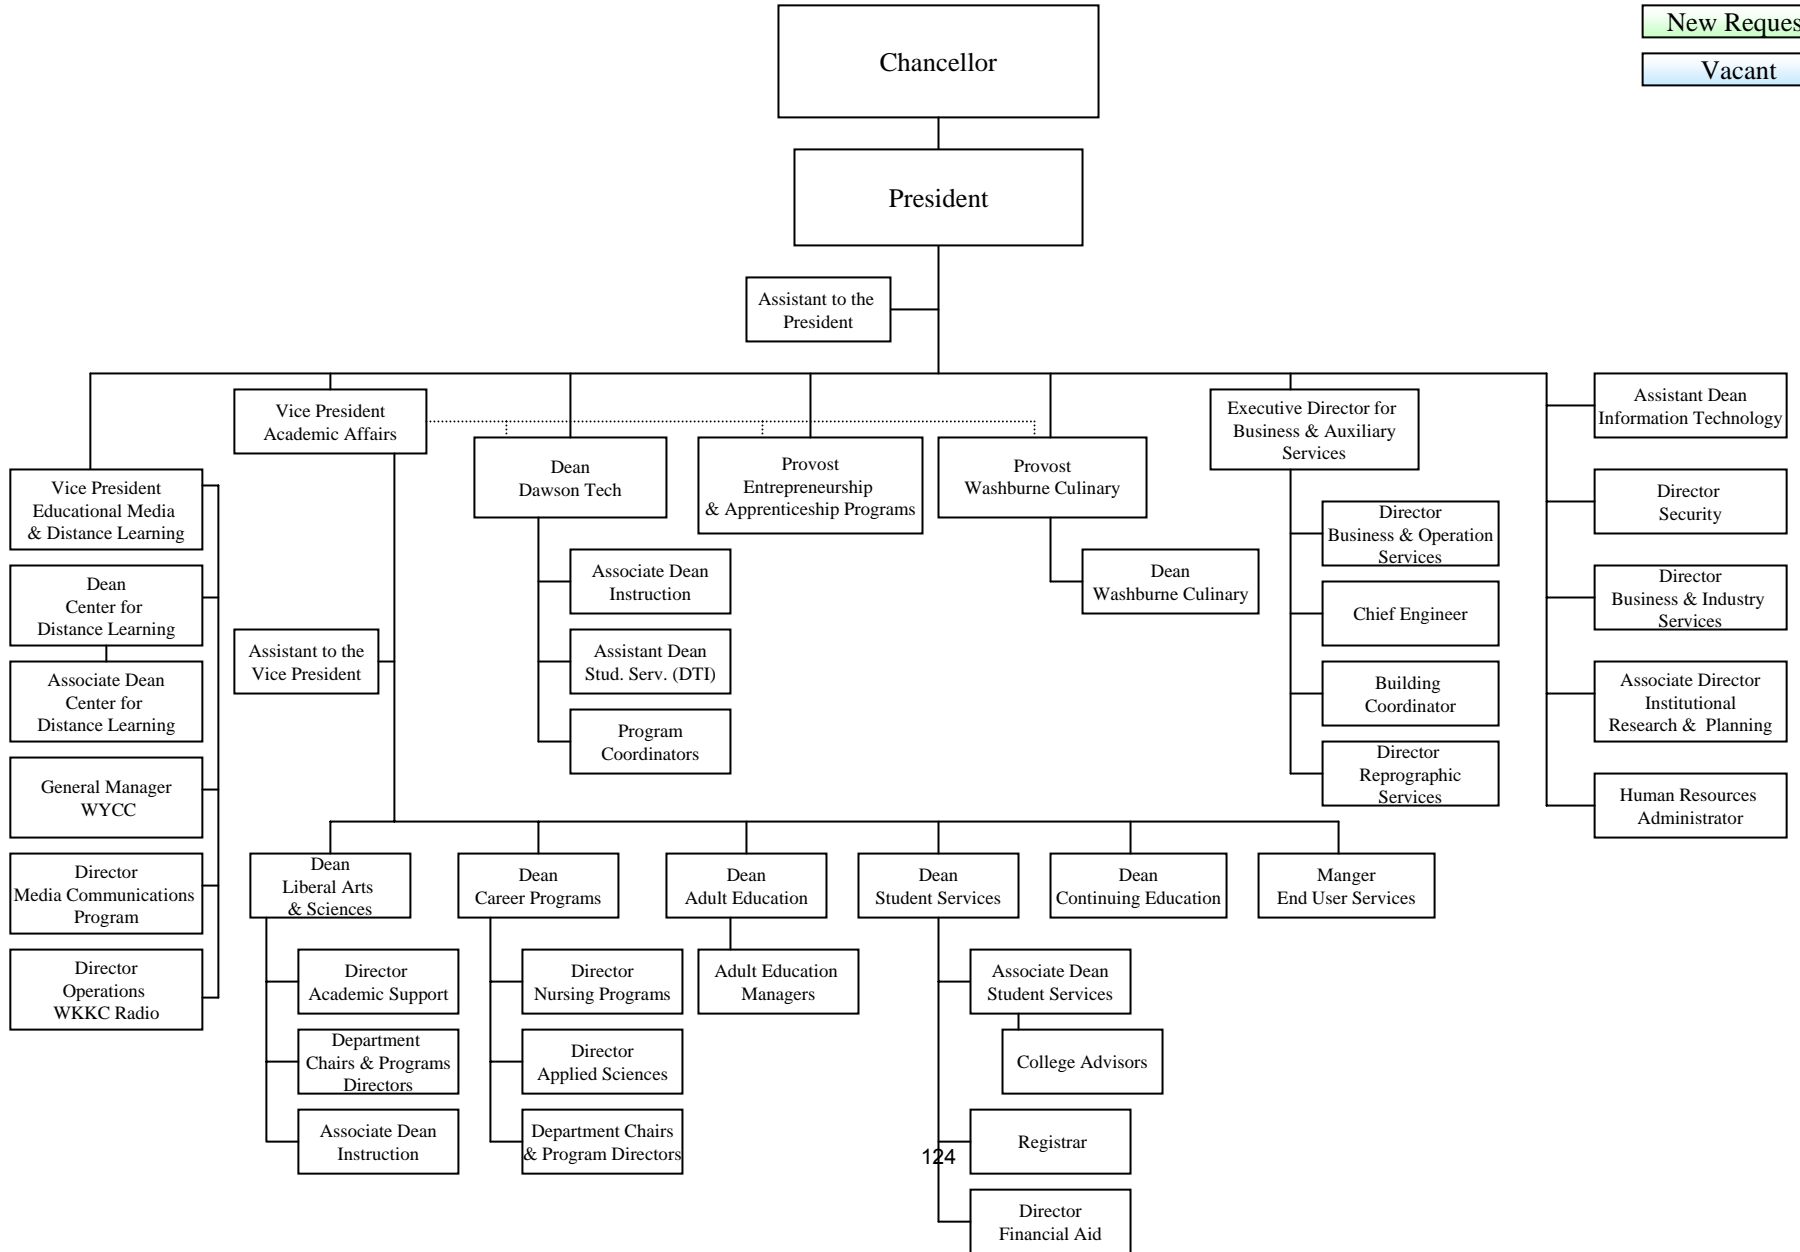 New Reques
Vacant
Chancellor
President
Assistant to the
President
Vice President
Academic Affairs
Vice President
Educational Media
& Distance Learning
Dean
Center for
Distance Learning
Associate Dean
Center for
Distance Learning
General Manager
WYCC
Director
Media Communications
Program
Director
Operations
WKKC Radio
Assistant to the
Vice President
Dean
Dawson Tech
Associate Dean
Instruction
Assistant Dean
Stud. Serv. (DTI)
Program
Coordinators
Provost
Entrepreneurship
& Apprenticeship Programs
Provost
Washburne Culinary
Dean
Washburne Culinary
Executive Director for
Business & Auxiliary
Services
Director
Business & Operation
Services
Chief Engineer
Building
Coordinator
Director
Reprographic
Services
Assistant Dean
Information Technology
Director
Security
Director
Business & Industry
Services
Associate Director
Institutional
Research & Planning
Human Resources
Administrator
Dean
Liberal Arts
& Sciences
Director
Academic Support
Department
Chairs & Programs
Directors
Associate Dean
Instruction
Dean
Career Programs
Director
Nursing Programs
Director
Applied Sciences
Department Chairs
& Program Directors
Dean
Adult Education
Adult Education
Managers
Dean
Student Services
Associate Dean
Student Services
College Advisors
Registrar
Director
Financial Aid
Dean
Continuing Education
Manger
End User Services
124